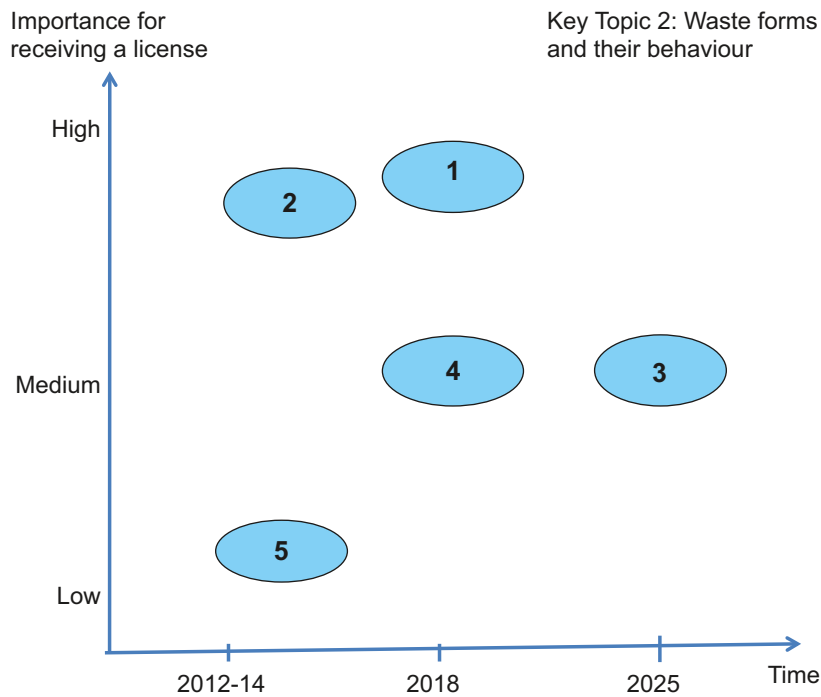 Importance for
receiving a license
Key Topic 2: Waste forms
and their behaviour
High
1
2
Medium
4
3
5
Low
2012-14
2018
2025
Time